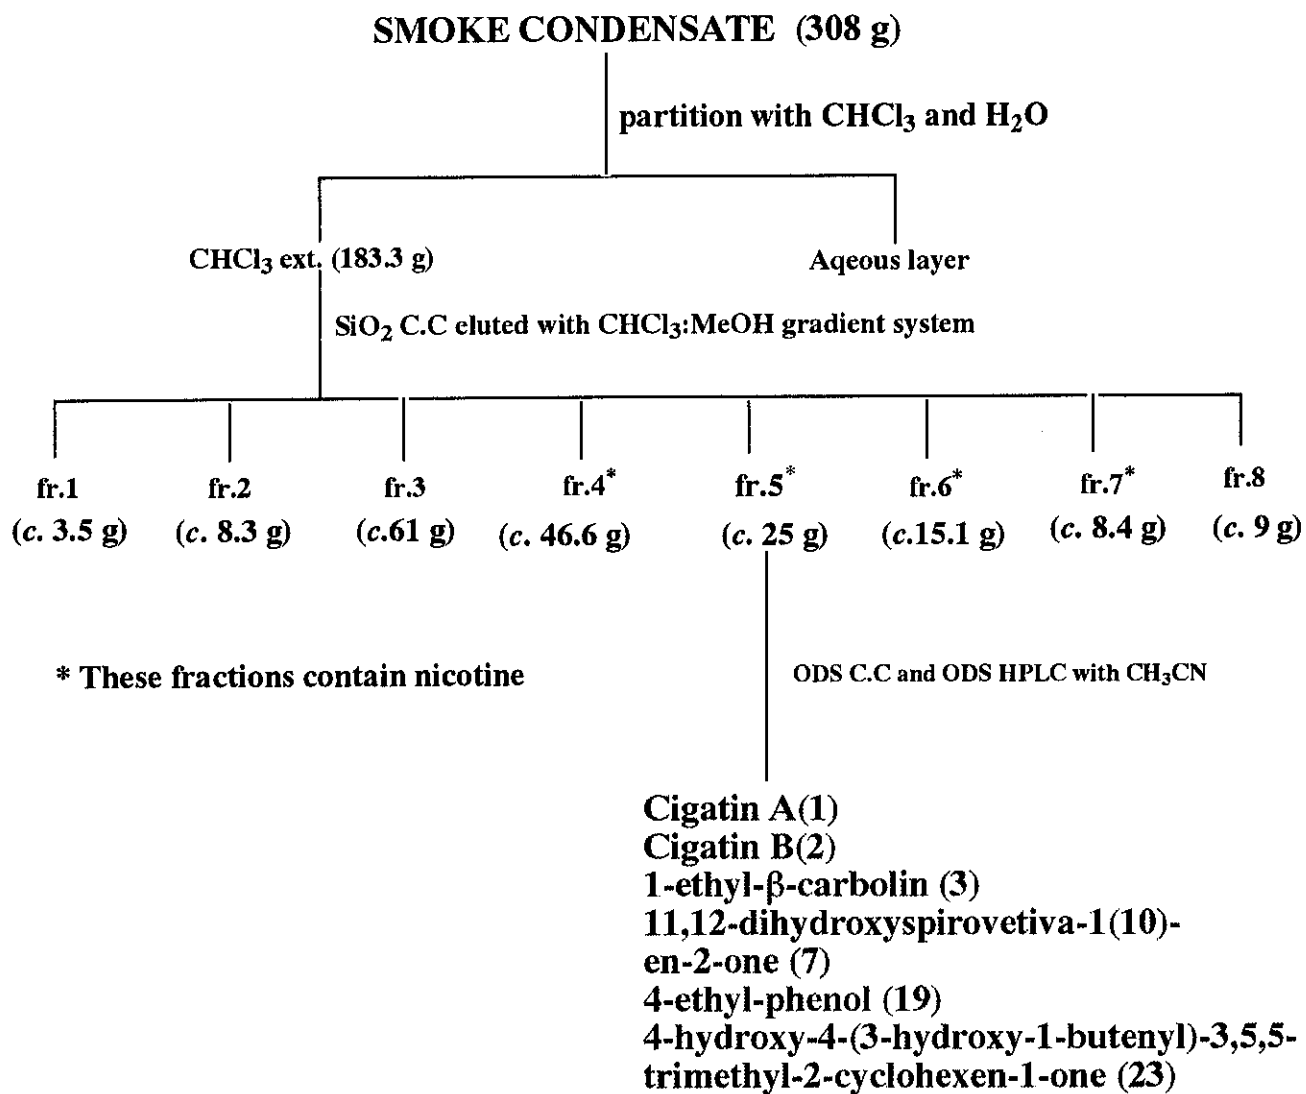 SMOKE CONDENSATE (308 g)
partition with CHCl3 and H2O
CHCl3 ext. (183.3 g)
Aqeous layer
SiO2 C.C eluted with CHCl3:MeOH gradient system
fr.1 fr.2 fr.3 fr.4* fr.5* fr.6* fr.7* fr.8
(c. 3.5 g) (c. 8.3 g) (c.61 g) (c. 46.6 g) (c. 25 g) (c.15.1 g) (c. 8.4 g) (c. 9 g)
* These fractions contain nicotine
ODS C.C and ODS HPLC with CH3CN
Cigatin A(1)
Cigatin B(2)
1-ethyl-β-carbolin (3)
11,12-dihydroxyspirovetiva-1(10)-
en-2-one (7)
4-ethyl-phenol (19)
4-hydroxy-4-(3-hydroxy-1-butenyl)-3,5,5-
trimethyl-2-cyclohexen-1-one (23)